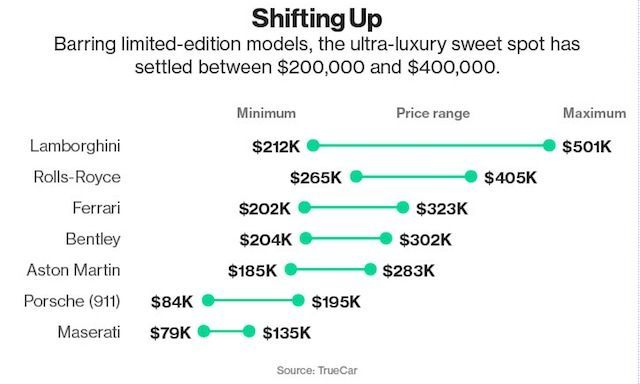 Shifting Up
Barring limited-edition models, the ultra-luxury sweet spot has
settled between $200,000 and $400,000.
Minimum Price range Maximum
Lamborghini $212K $501K
Rolls-Royce $265K $405K
Ferrari $202K $323K
Bentley $204K $302K
Aston Martin $185K $283K
Porsche (911) $84K $195K
Maserati $79K $135K
Source: TrueCar